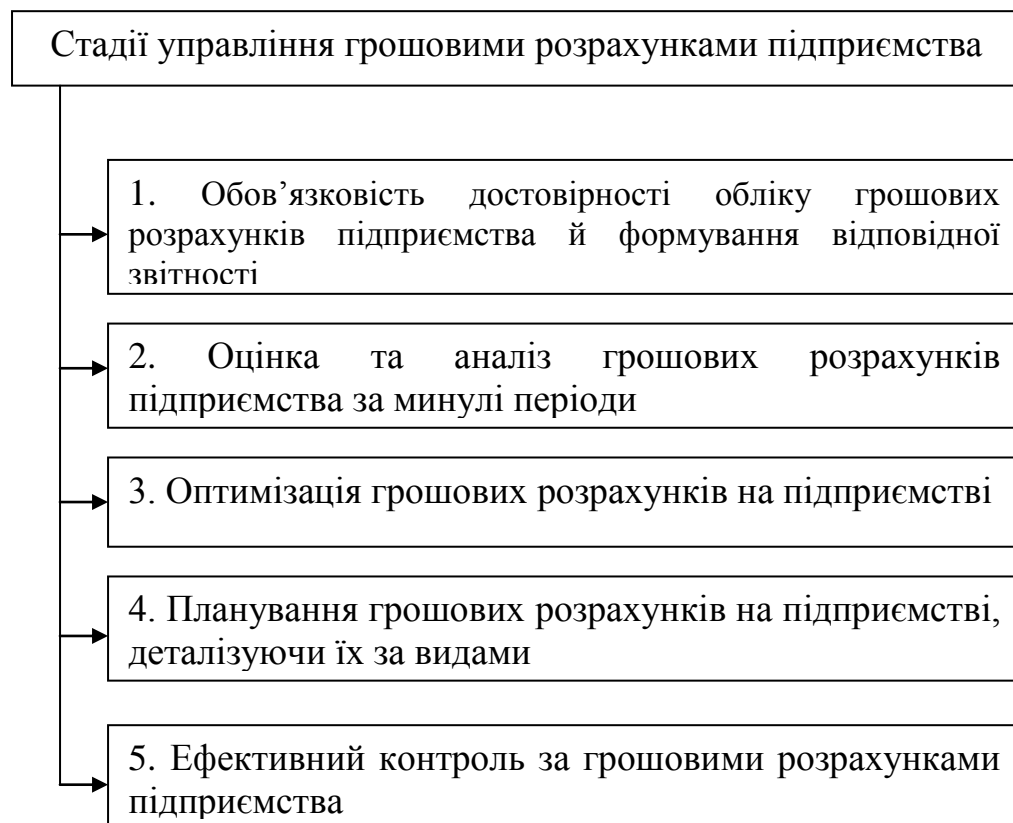 Стадії управління грошовими розрахунками підприємства
1. Обов’язковість достовірності обліку грошових
розрахунків підприємства й формування відповідної
звітності
2. Оцінка та аналіз грошових розрахунків
підприємства за минулі періоди
3. Оптимізація грошових розрахунків на підприємстві
4. Планування грошових розрахунків на підприємстві,
деталізуючи їх за видами
5. Ефективний контроль за грошовими розрахунками
підприємства